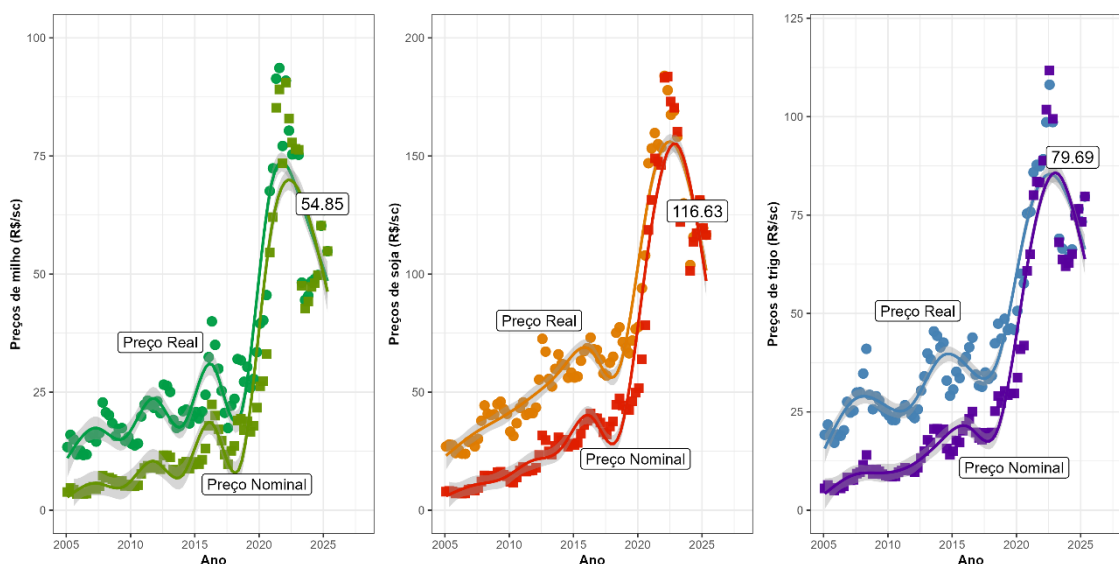 Preços de milho (R$/sc)
100
75
50
25
0
54.85
Preço Real
Preço Nominal
2005
2010
2015
2020
2025
Ano
Preços de soja (R$/sc)
200
150
100
50
0
116.63
Preço Real
Preço Nominal
2005
2010
2015
2020
2025
Ano
Preços de trigo (R$/sc)
125
100
75
50
25
0
79.69
Preço Real
Preço Nominal
2005
2010
2015
2020
2025
Ano